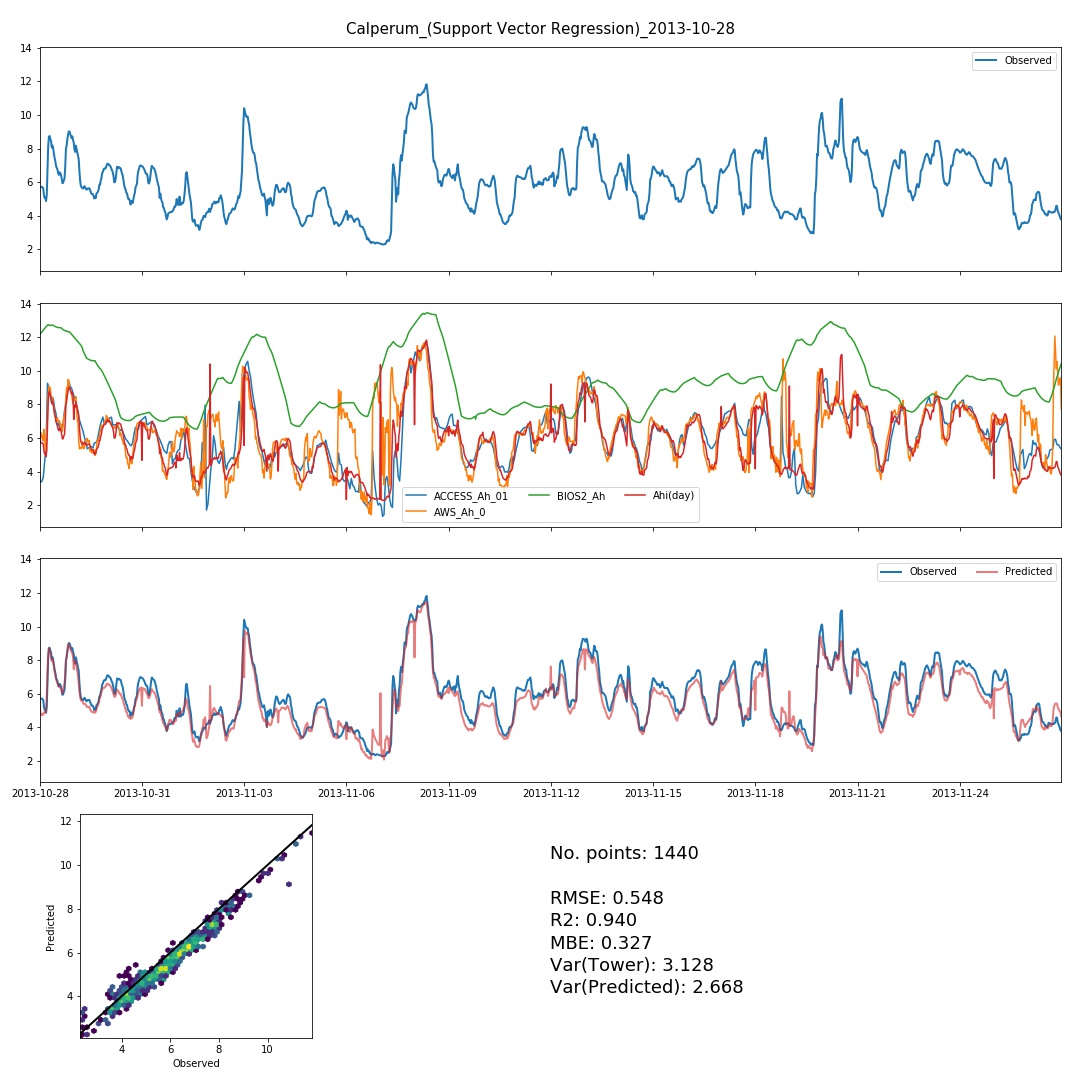 Calperum_(Support Vector Regression)_2013-10-28
14
12
10
8
6
4
2
Observed
14
12
10
8
6
4
2
ACCESS_Ah_01 BIOS2_Ah Ahi(day)
AWS_Ah_0
14
12
10
8
6
4
2
Observed Predicted
2013-10-28 2013-10-31 2013-11-03 2013-11-06 2013-11-09 2013-11-12 2013-11-15 2013-11-18 2013-11-21 2013-11-24
12
10
8
6
4
Predicted
4 6 8 10
Observed
No. points: 1440
RMSE: 0.548
R2: 0.940
MBE: 0.327
Var(Tower): 3.128
Var(Predicted): 2.668